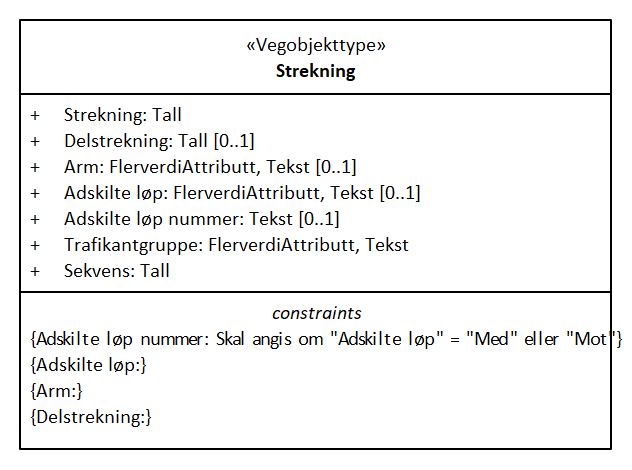 «Vegobjekttype»
Strekning
+ Strekning: Tall
+ Delstrekning: Tall [0..1]
+ Arm: FlerverdiAttributt, Tekst [0..1]
+ Adskilte løp: FlerverdiAttributt, Tekst [0..1]
+ Adskilte løp nummer: Tekst [0..1]
+ Trafikantgruppe: FlerverdiAttributt, Tekst
+ Sekvens: Tall
constraints
{Adskilte løp nummer: Skal angis om "Adskilte løp" = "Med" eller "Mot"}
{Adskilte løp:}
{Arm:}
{Delstrekning:}